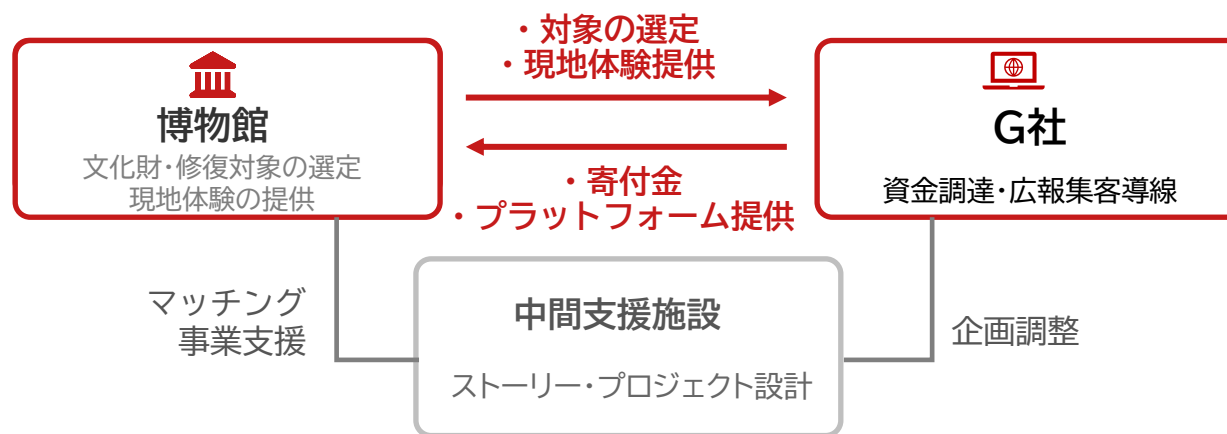 ・対象の選定
・現地体験提供
博物館
文化財・修復対象の選定
現地体験の提供
G社
資金調達・広報集客導線
・寄付金
・プラットフォーム提供
マッチング
事業支援
中間支援施設
ストーリー・プロジェクト設計
企画調整